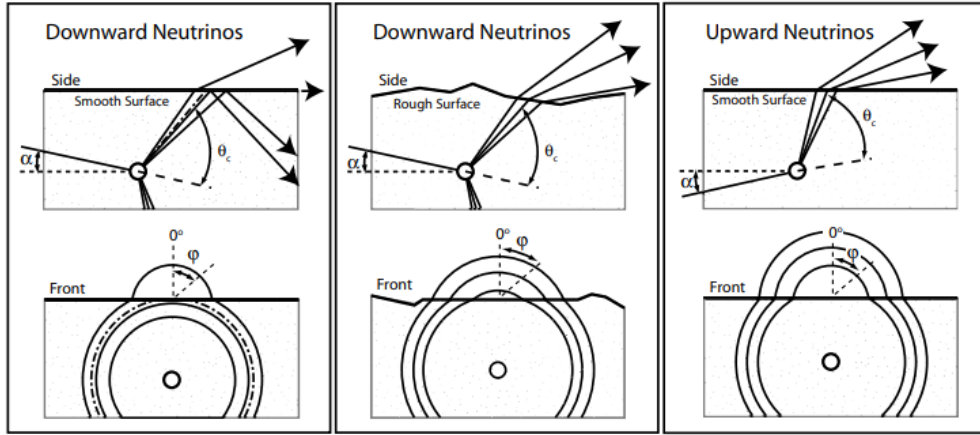 Downward Neutrinos
Side
Smooth Surface
α
θc
0°
φ
Front
Downward Neutrinos
Side
Rough Surface
α
θc
0°
φ
Front
Upward Neutrinos
Side
Smooth Surface
θc
α
0°
φ
Front